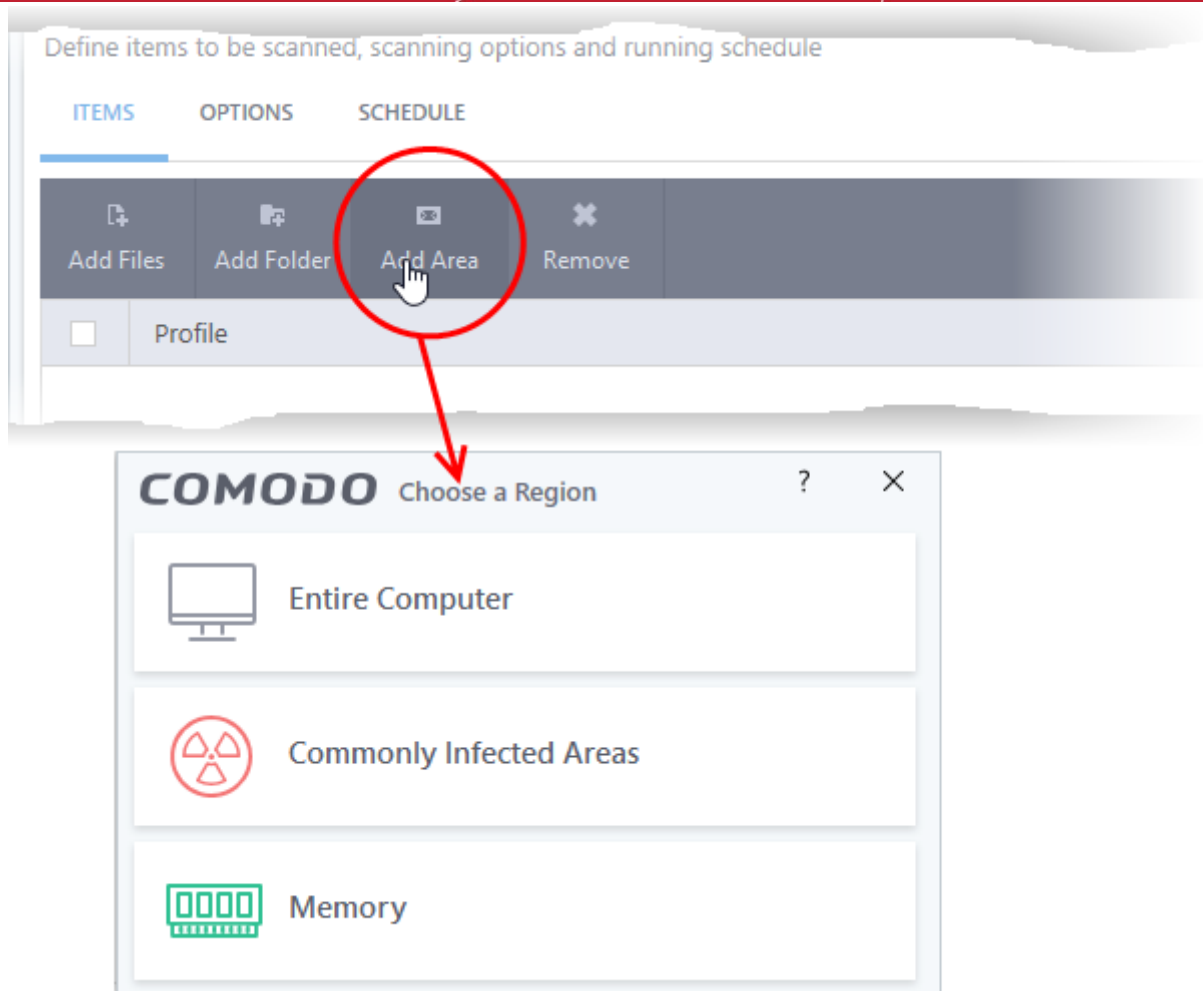 Define items to be scanned, scanning options and running schedule
ITEMS OPTIONS SCHEDULE
Add Files Add Folder Add Area Remove
Profile
COMODO Choose a Region ?
Entire Computer
Commonly Infected Areas
Memory